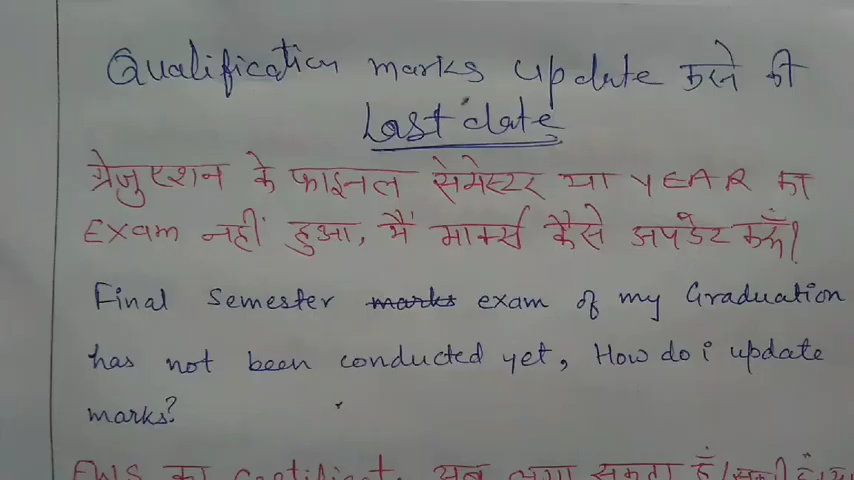 Qualification marks update करने की
Last date
ग्रेजुएशन के फाइनल सेमेस्टर या YEAR का
Exam नहीं हुआ, मैं मार्क्स कैसे अपडेट करूँ।
Final Semester marks exam of my Graduation
has not been conducted yet, How do i update
marks?
EWS का